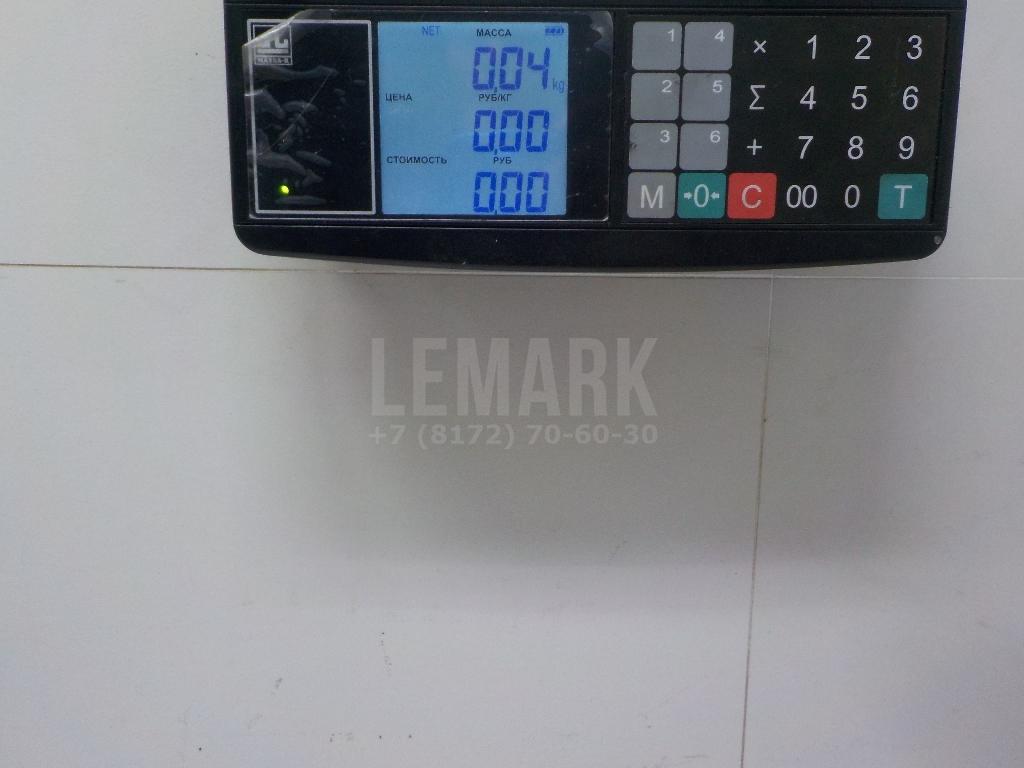 NET МАССА
0,04 kg
ЦЕНА РУБ/КГ
0,00
СТОИМОСТЬ РУБ
0,00
МАССА-К
1 4 × 1 2 3
2 5 Σ 4 5 6
3 6 + 7 8 9
M →0← C 00 0 T
LEMARK
+7 (8172) 70-60-30